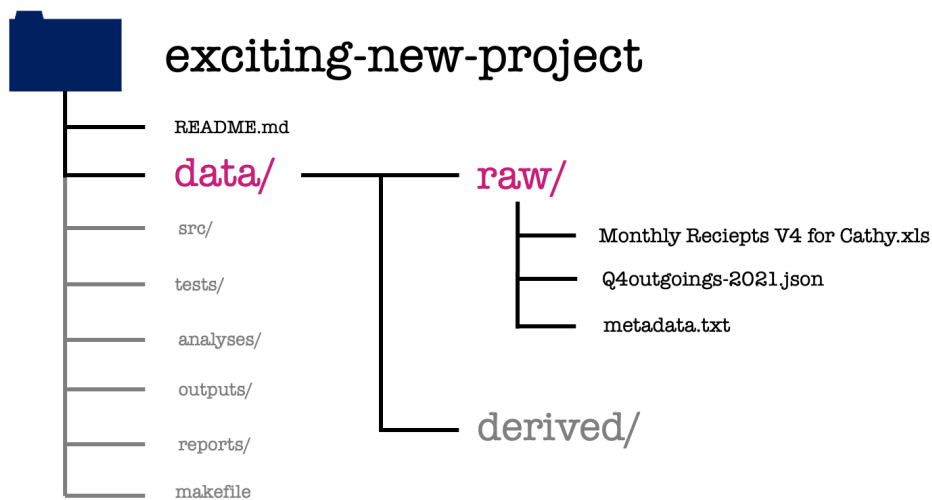 exciting-new-project
README.md
data/
src/
tests/
analyses/
outputs/
reports/
makefile
raw/
Monthly Reciepts V4 for Cathy.xls
Q4outgoings-2021.json
metadata.txt
derived/